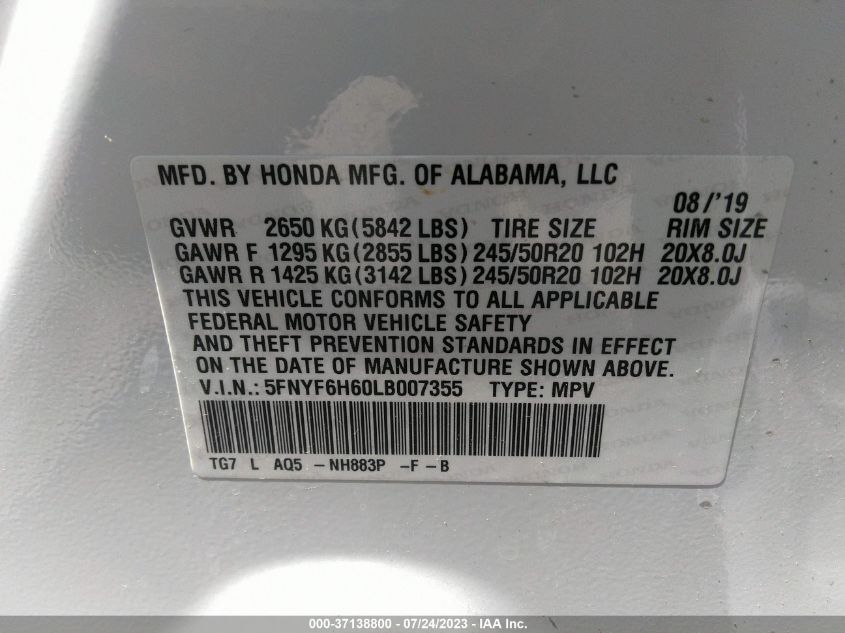 MFD. BY HONDA MFG. OF ALABAMA, LLC
08/'19
GVWR 2650 KG(5842 LBS) TIRE SIZE RIM SIZE
GAWR F 1295 KG(2855 LBS) 245/50R20 102H 20X8.0J
GAWR R 1425 KG(3142 LBS) 245/50R20 102H 20X8.0J
THIS VEHICLE CONFORMS TO ALL APPLICABLE
FEDERAL MOTOR VEHICLE SAFETY
AND THEFT PREVENTION STANDARDS IN EFFECT
ON THE DATE OF MANUFACTURE SHOWN ABOVE.
V.I.N.: 5FNYF6H60LB007355 TYPE: MPV
TG7 L AQ5 -NH883P -F-B
000-37138800 - 07/24/2023 - IAA Inc.